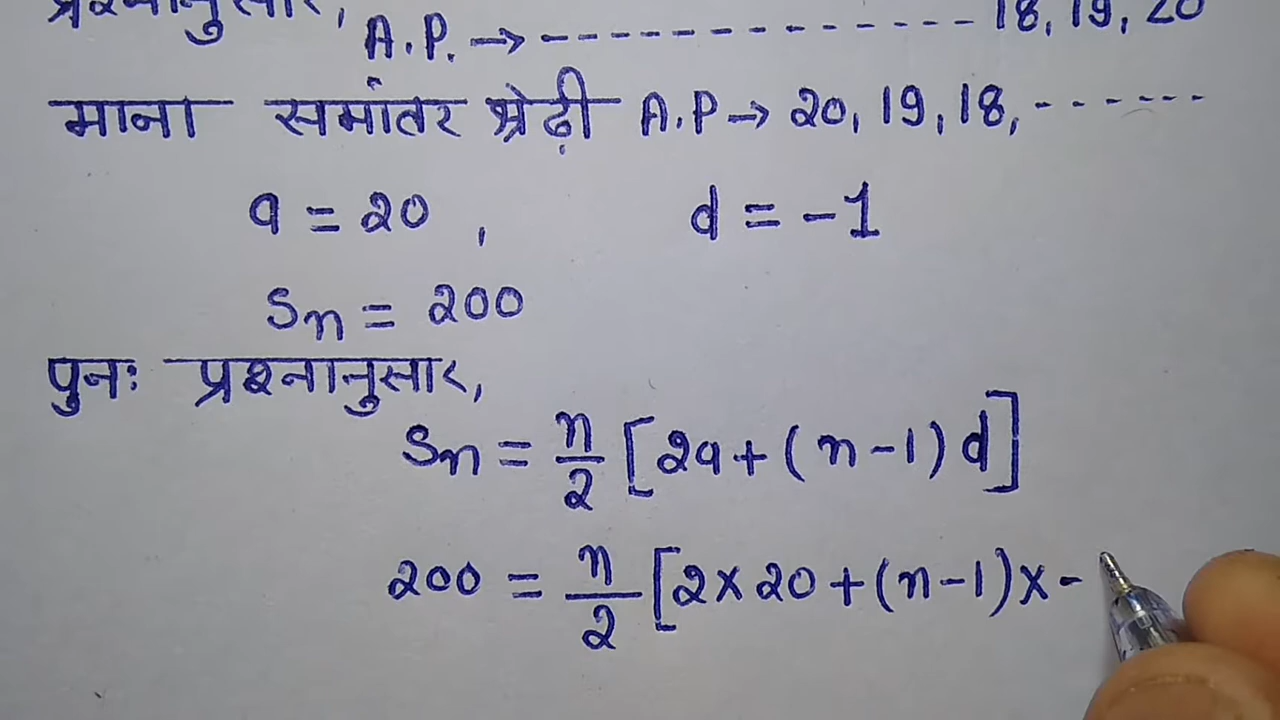 प्रश्नानुसार,
A.P. → ------------- 18, 19, 20
माना समांतर श्रेढ़ी A.P → 20, 19, 18, ------
a = 20 , d = -1
Sn = 200
पुनः प्रश्नानुसार,
Sn = n/2 [2a + (n-1) d]
200 = n/2 [2 x 20 + (n-1) x -